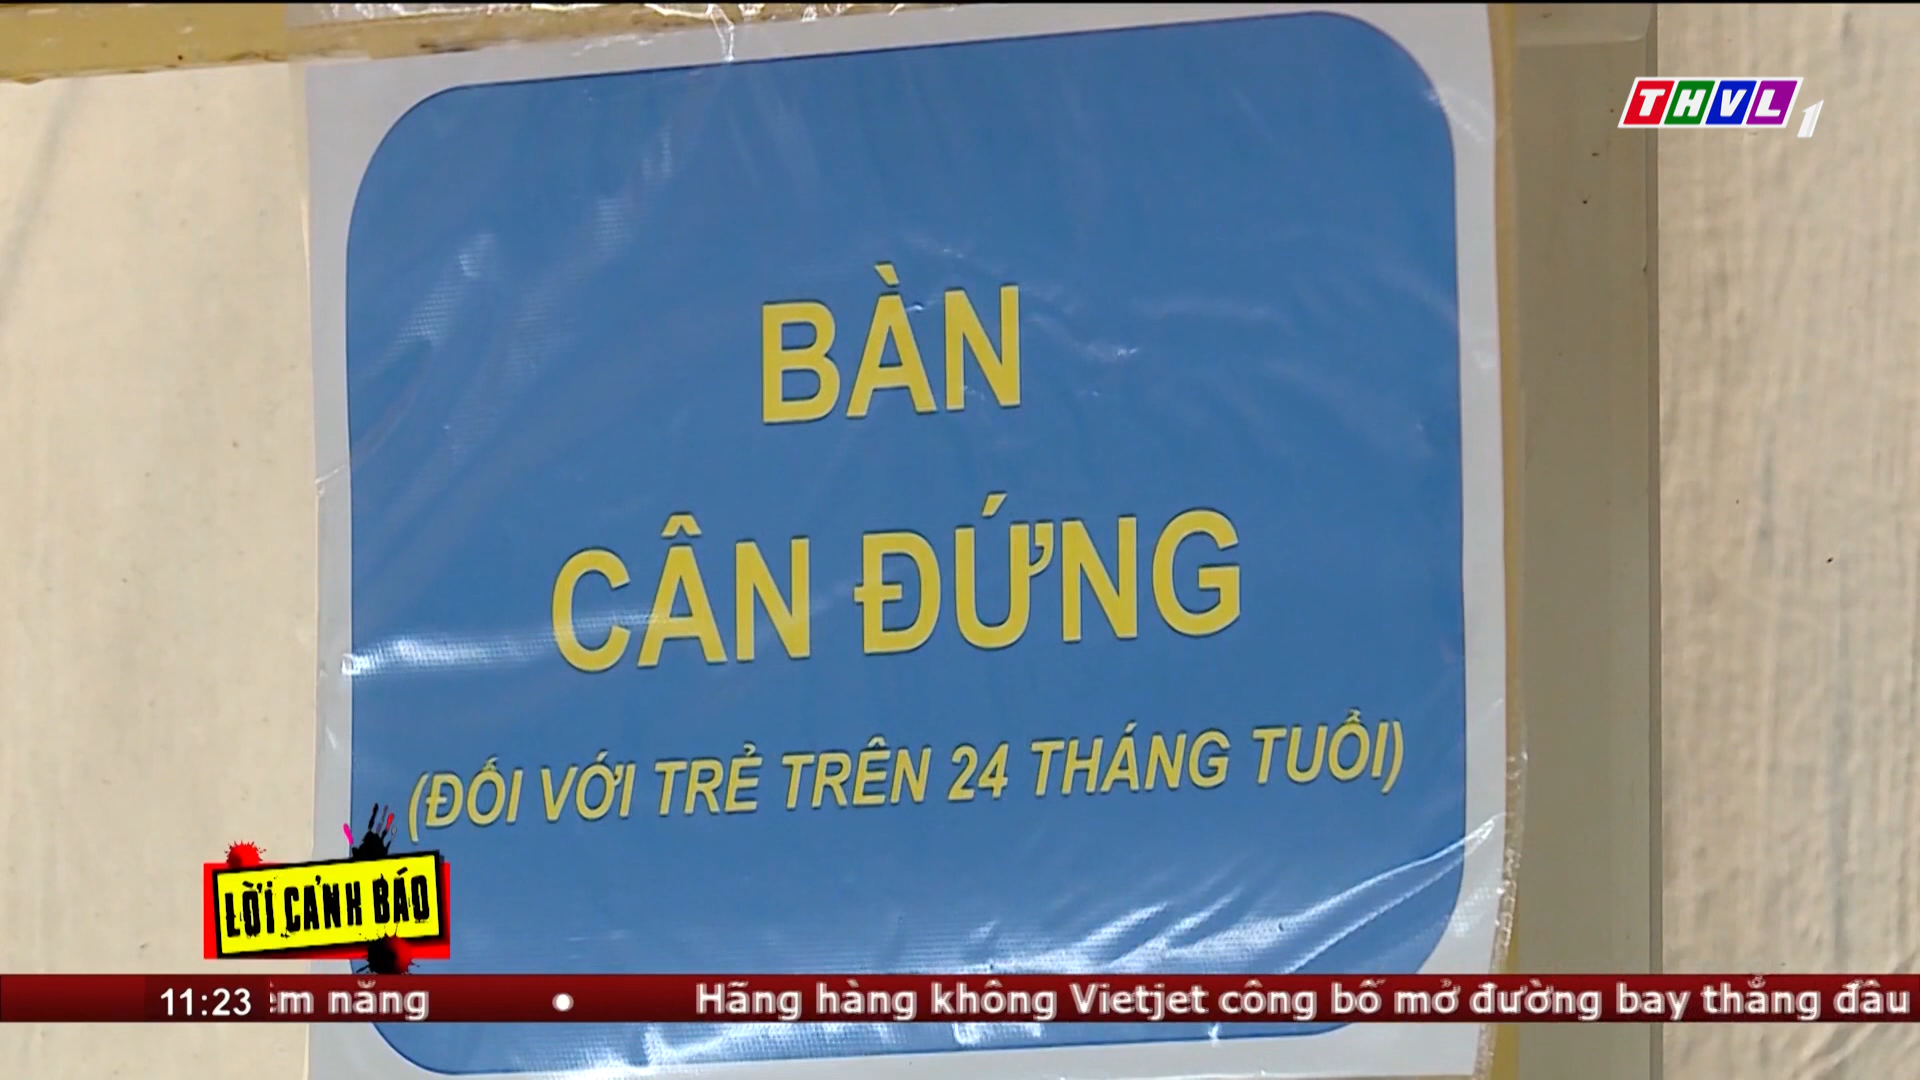 THVL1
BÀN
CÂN ĐỨNG
(ĐỐI VỚI TRẺ TRÊN 24 THÁNG TUỔI)
LỜI CẢNH BÁO
11:23 năng • Hãng hàng không Vietjet công bố mở đường bay thẳng đầu